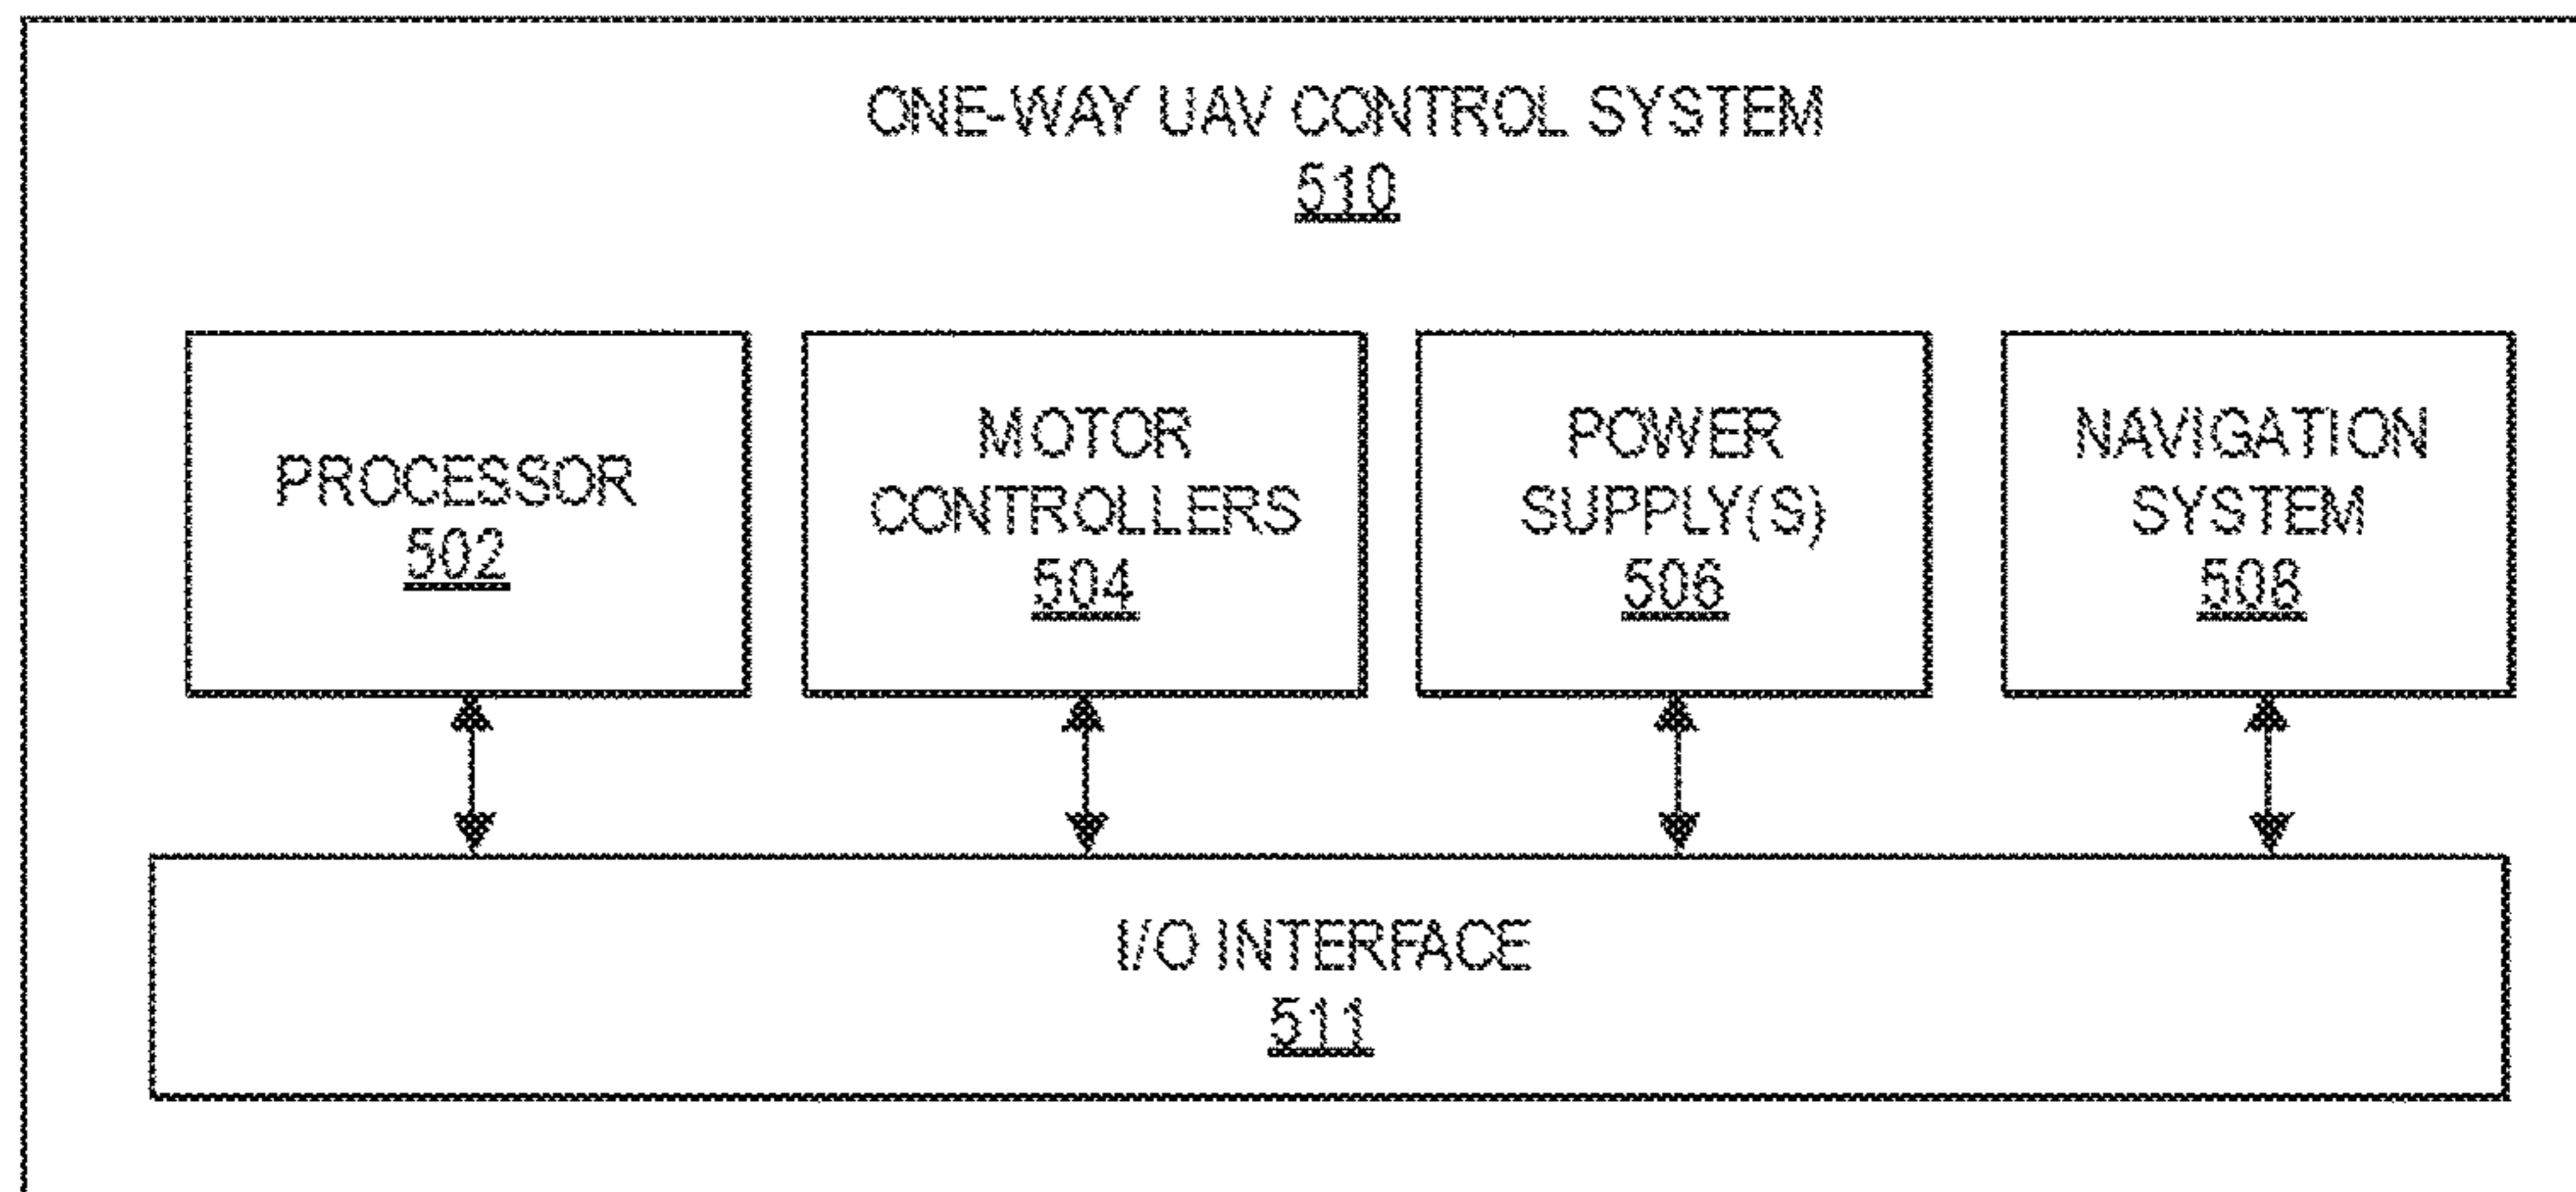 ONE-WAY UAV CONTROL SYSTEM
510
PROCESSOR
502
MOTOR
CONTROLLERS
504
POWER
SUPPLY(S)
506
NAVIGATION
SYSTEM
508
I/O INTERFACE
511